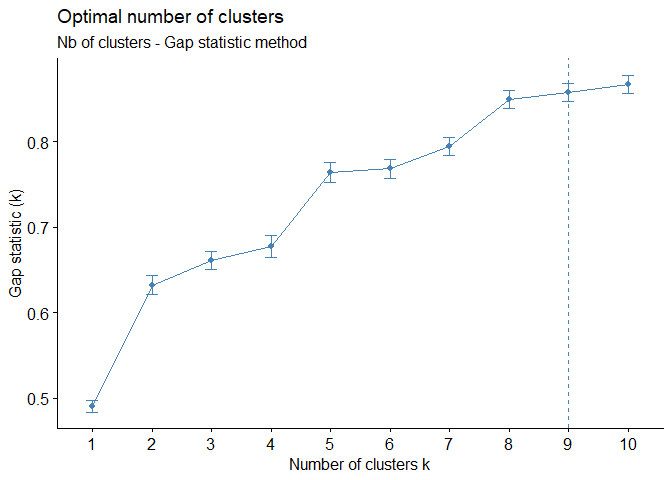 Optimal number of clusters
Nb of clusters - Gap statistic method
Gap statistic (k)
0.8
0.7
0.6
0.5
1 2 3 4 5 6 7 8 9 10
Number of clusters k